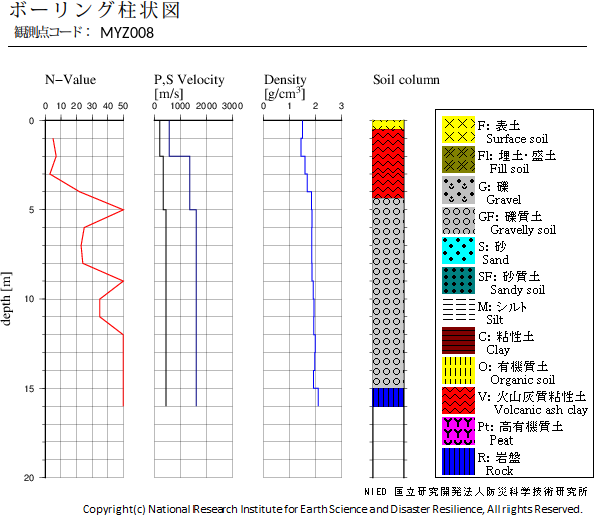 ボーリング柱状図
観測点コード： MYZ008
N−Value
P,S Velocity
[m/s]
Density
[g/cm3]
Soil column
0 10 20 30 40 50
0 1000 2000 3000
0 1 2 3
0
5
10
15
20
depth [m]
F: 表土
Surface soil
Fl: 埋土・盛土
Fill soil
G: 礫
Gravel
GF: 礫質土
Gravelly soil
S: 砂
Sand
SF: 砂質土
Sandy soil
M: シルト
Silt
C: 粘性土
Clay
O: 有機質土
Organic soil
V: 火山灰質粘性土
Volcanic ash clay
Pt: 高有機質土
Peat
R: 岩盤
Rock
NIED 国立研究開発法人防災科学技術研究所
Copyright(c) National Research Institute for Earth Science and Disaster Resilience, All rights Reserved.